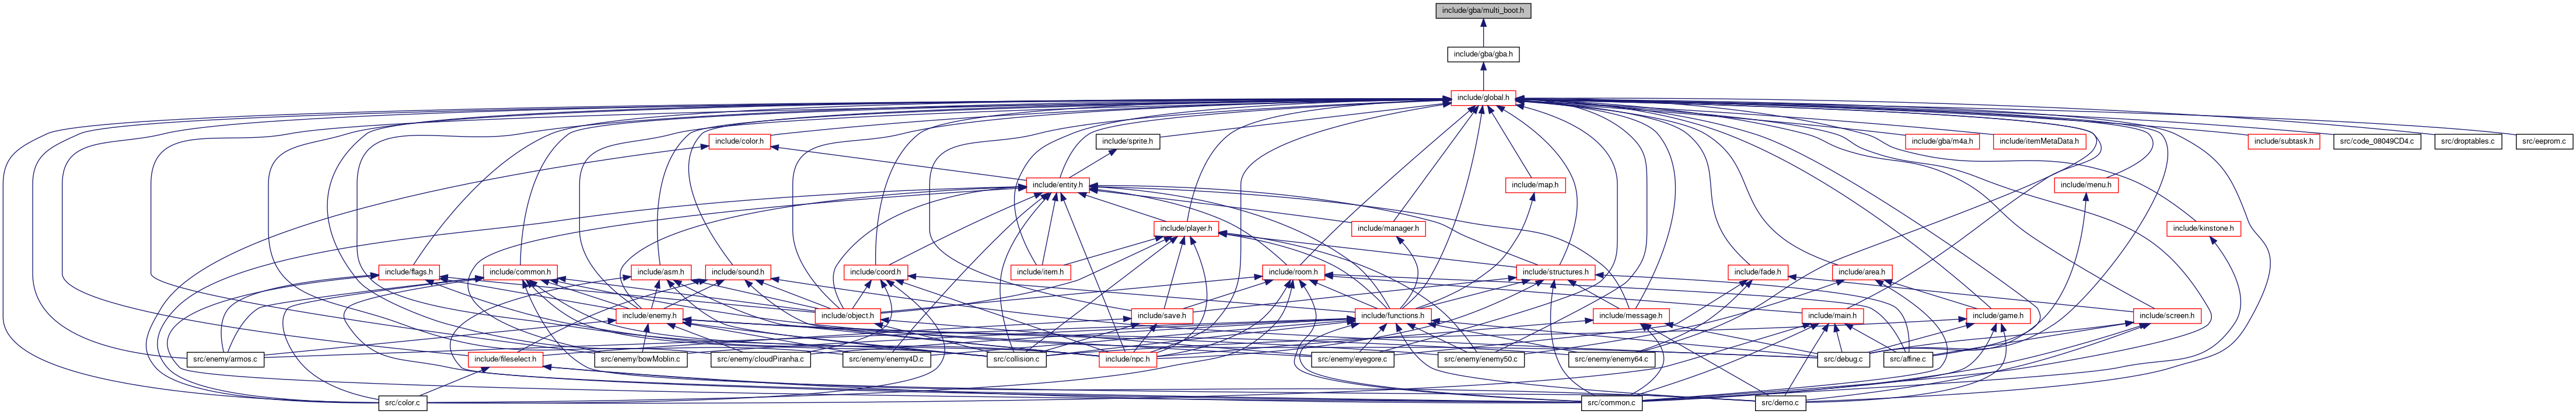 include/gba/multi_boot.h
include/gba/gba.h
include/global.h
include/color.h
include/sprite.h
include/gba/m4a.h
include/itemMetaData.h
include/subtask.h
src/code_08049CD4.c
src/droptables.c
src/eeprom.c
include/entity.h
include/map.h
include/menu.h
include/player.h
include/manager.h
include/kinstone.h
include/flags.h
include/common.h
include/asm.h
include/sound.h
include/coord.h
include/item.h
include/room.h
include/structures.h
include/fade.h
include/area.h
include/enemy.h
include/object.h
include/save.h
include/functions.h
include/message.h
include/main.h
include/game.h
include/screen.h
src/enemy/armos.c
include/fileselect.h
src/enemy/bowMoblin.c
src/enemy/cloudPiranha.c
src/enemy/enemy4D.c
src/collision.c
include/npc.h
src/enemy/eyegore.c
src/enemy/enemy50.c
src/enemy/enemy64.c
src/debug.c
src/affine.c
src/color.c
src/common.c
src/demo.c